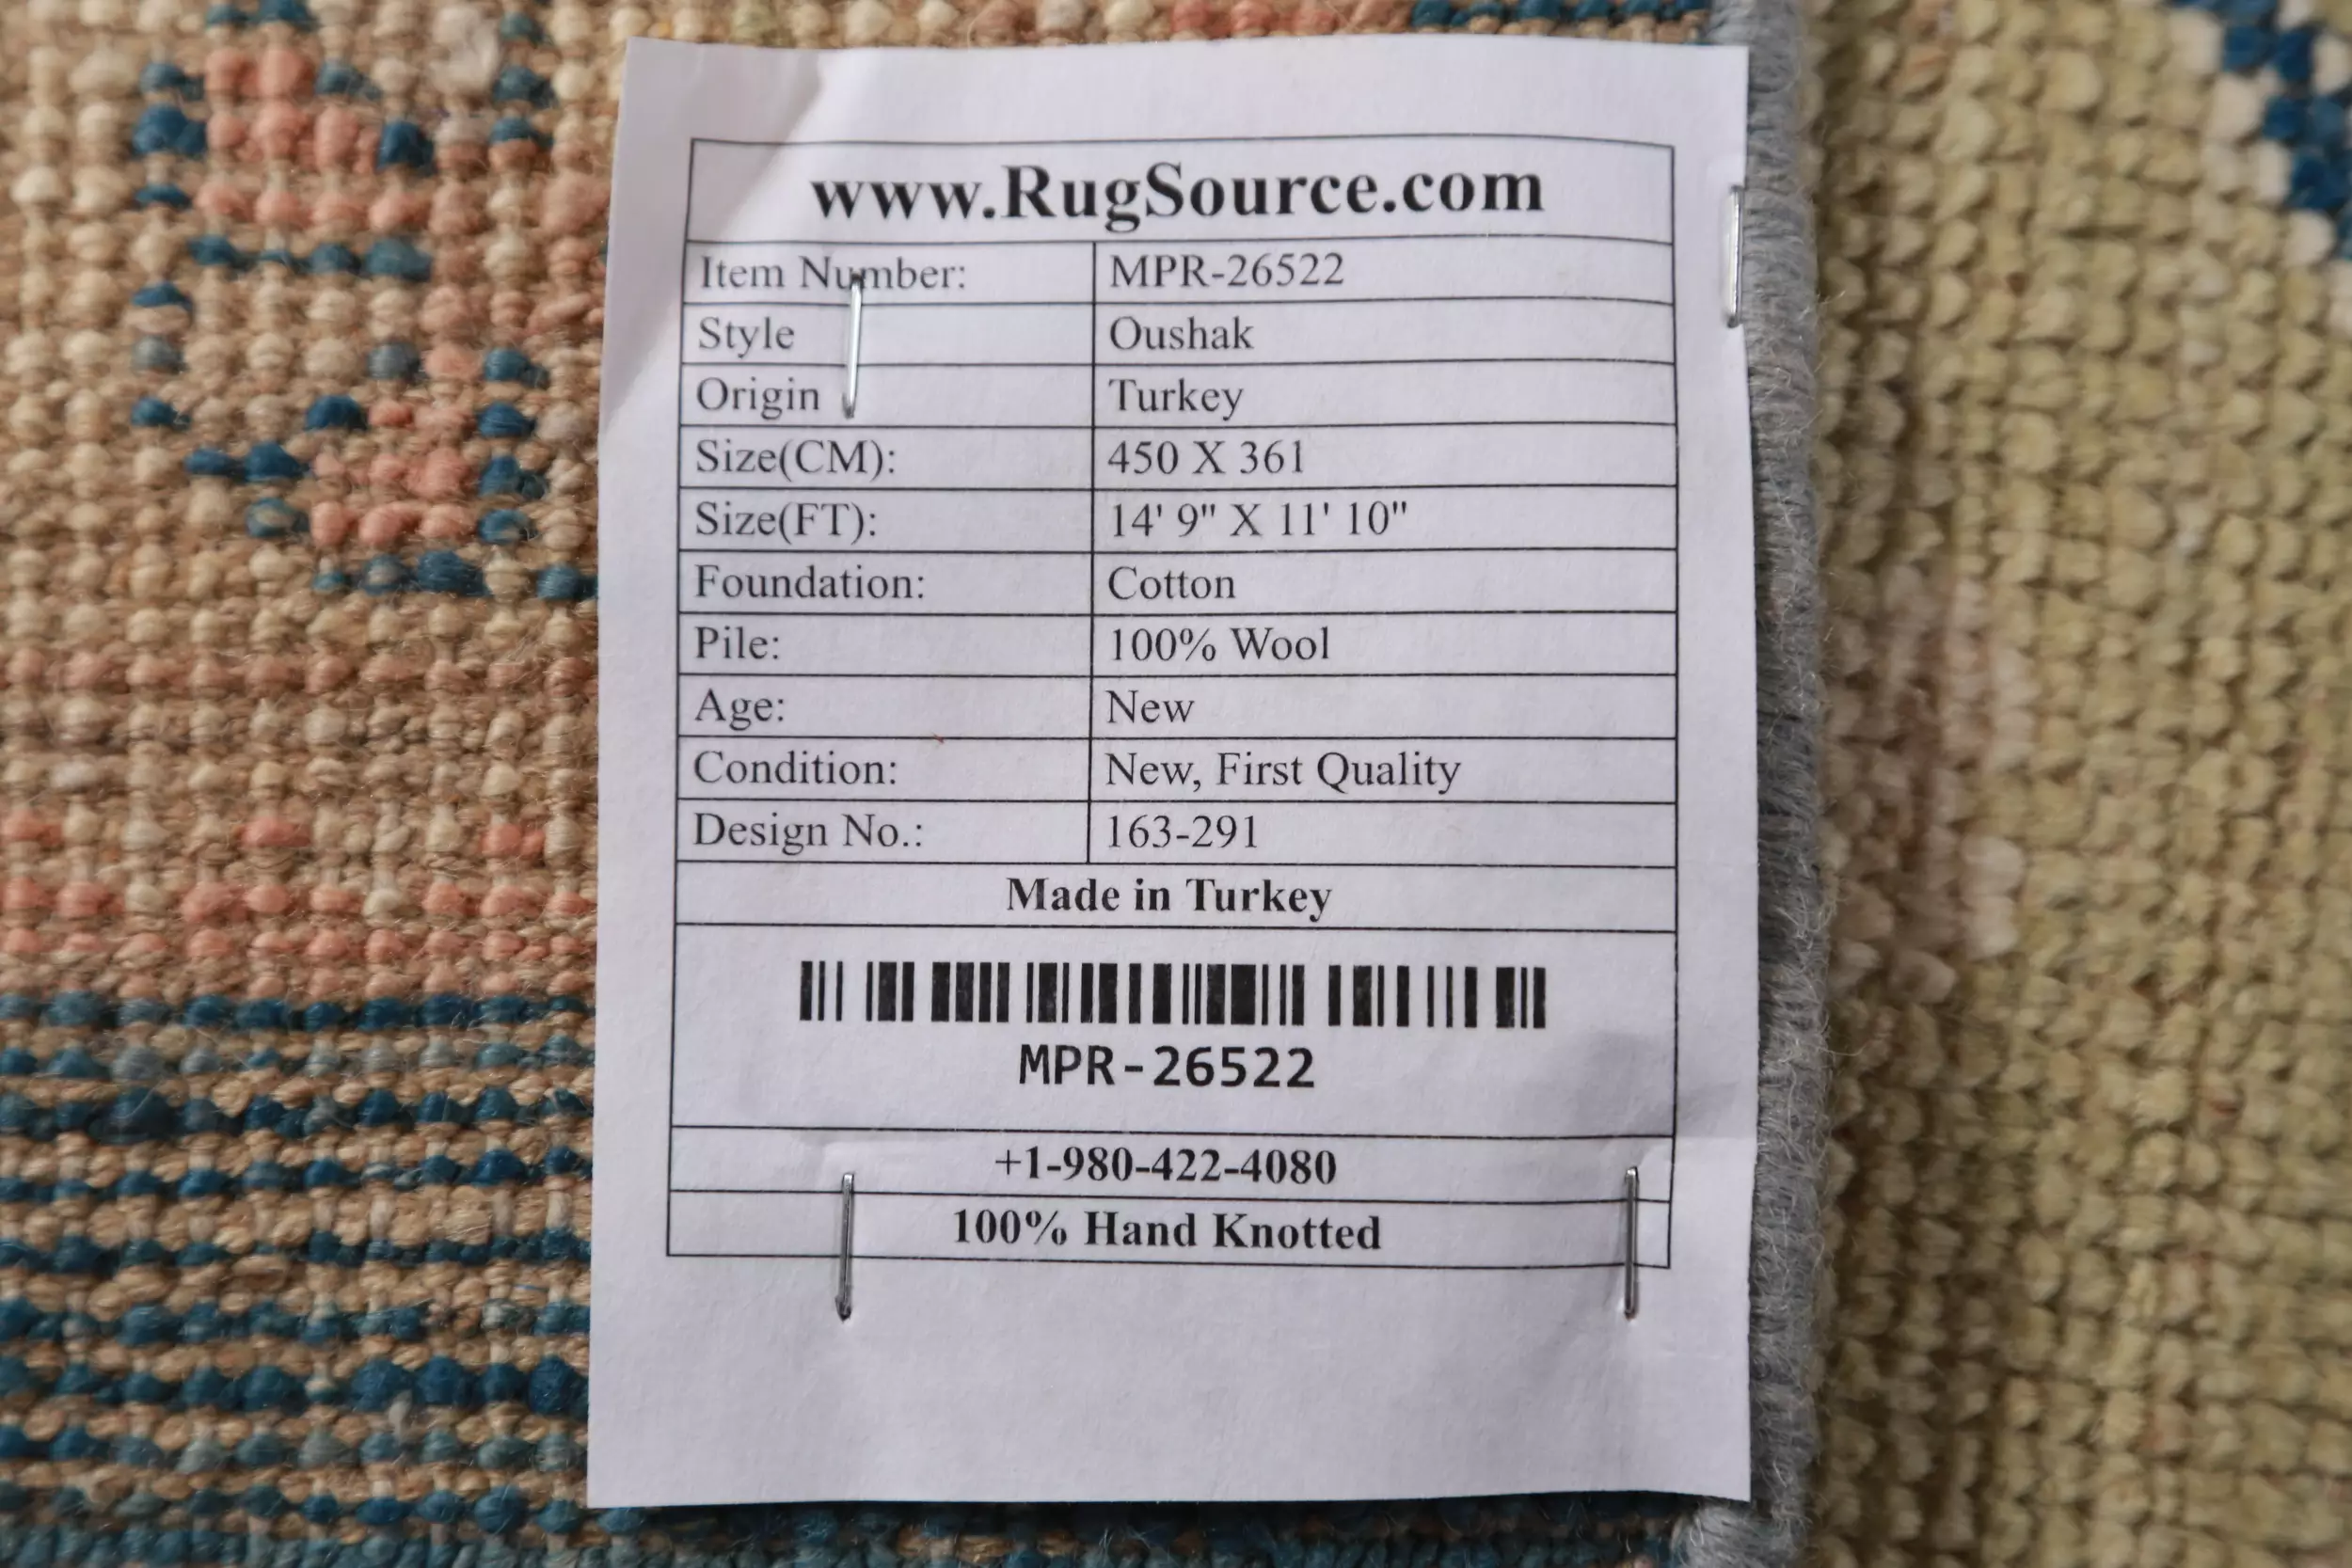 www.RugSource.com
Item Number: MPR-26522
Style Oushak
Origin Turkey
Size(CM): 450 X 361
Size(FT): 14' 9" X 11' 10"
Foundation: Cotton
Pile: 100% Wool
Age: New
Condition: New, First Quality
Design No.: 163-291
Made in Turkey
MPR-26522
+1-980-422-4080
100% Hand Knotted